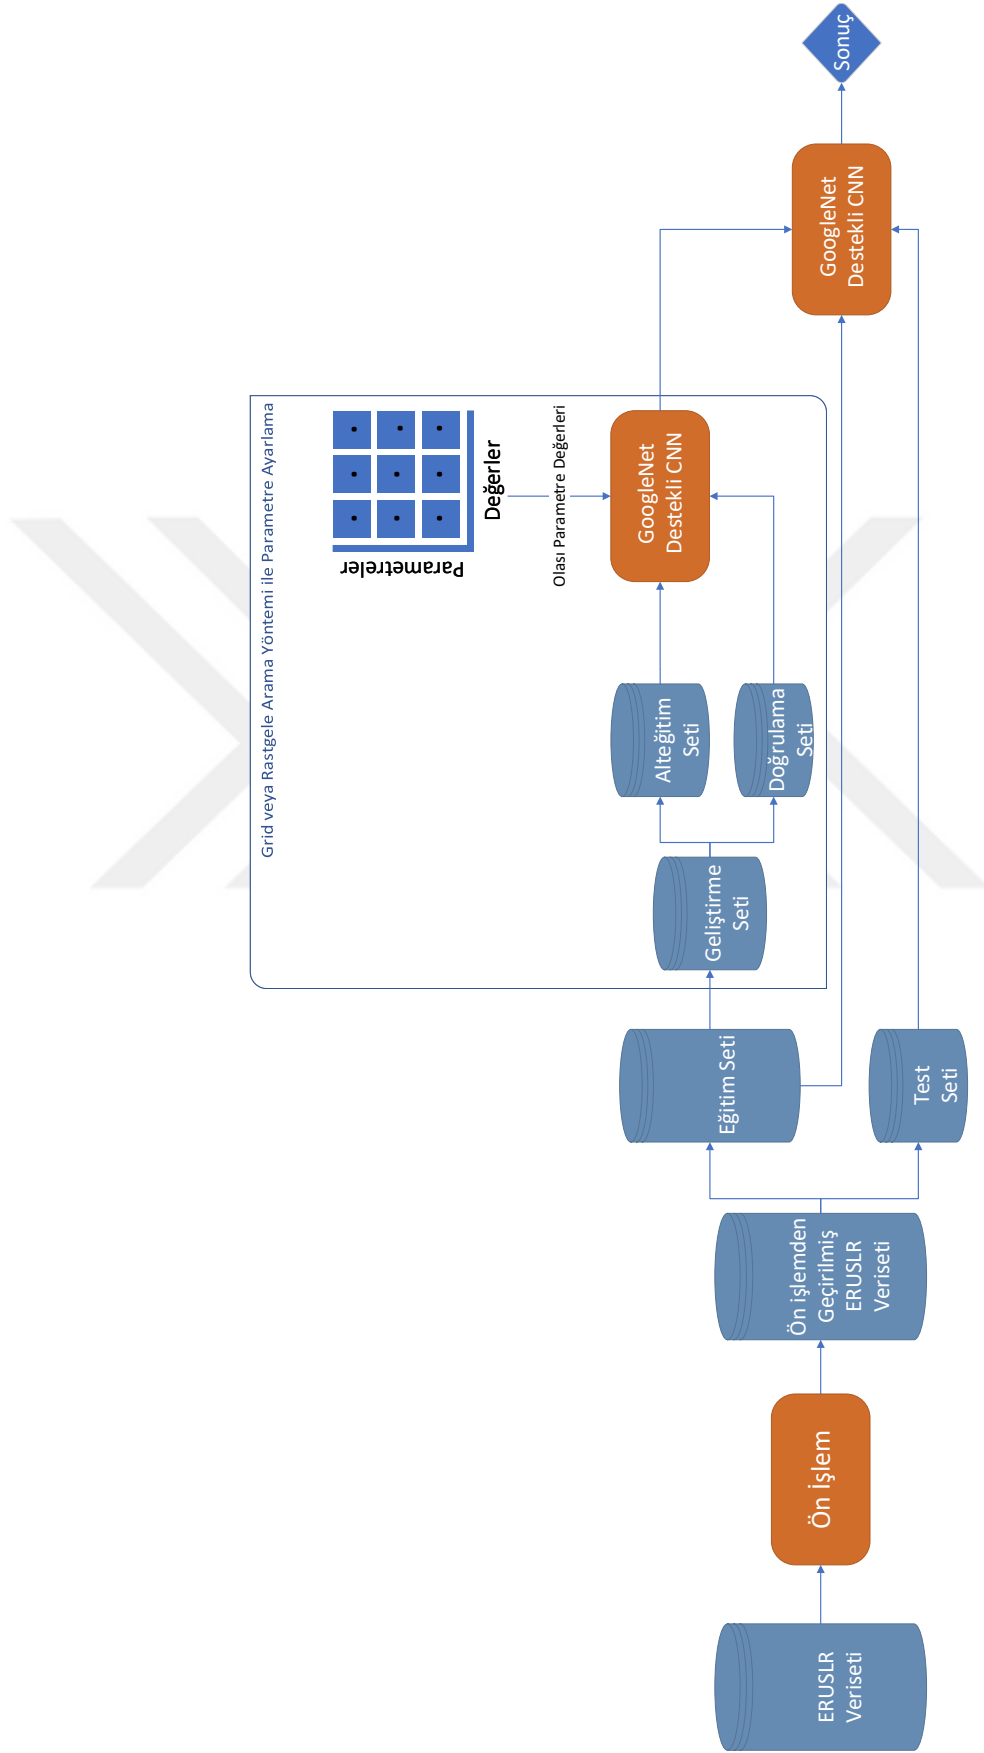 ERUSLR
Veriseti
Ön İşlem
Ön işlemden
Geçirilmiş
ERUSLR
Veriseti
Eğitim Seti
Test
Seti
Grid veya Rastgele Arama Yöntemi ile Parametre Ayarlama
Geliştirme
Seti
Alteğitim
Seti
Doğrulama
Seti
Parametreler
Değerler
Olası Parametre Değerleri
GoogleNet
Destekli CNN
GoogleNet
Destekli CNN
Sonuç